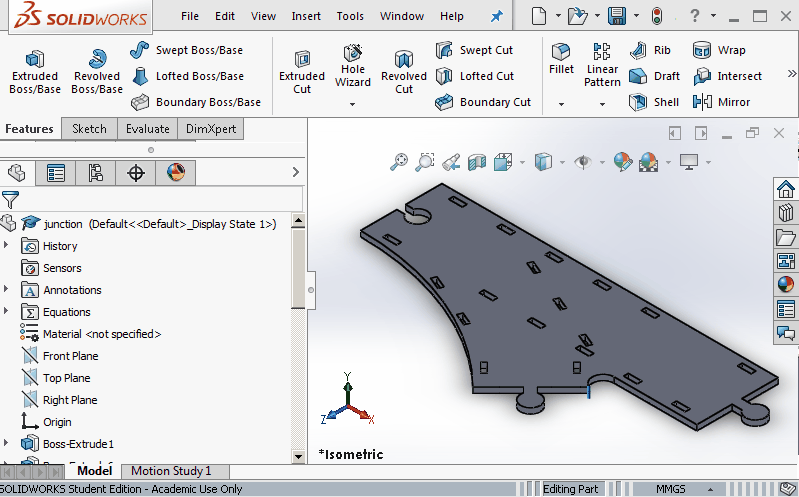 SOLIDWORKS File Edit View Insert Tools Window Help ?
Extruded Boss/Base
Revolved Boss/Base
Swept Boss/Base
Lofted Boss/Base
Boundary Boss/Base
Extruded Cut
Hole Wizard
Revolved Cut
Swept Cut
Lofted Cut
Boundary Cut
Fillet
Linear Pattern
Rib
Draft
Shell
Wrap
Intersect
Mirror
Features Sketch Evaluate DimXpert
junction (Default<<Default>_Display State 1>)
History
Sensors
Annotations
Equations
Material <not specified>
Front Plane
Top Plane
Right Plane
Origin
Boss-Extrude1
Y
Z
X
*Isometric
Model Motion Study 1
SOLIDWORKS Student Edition - Academic Use Only Editing Part MMGS